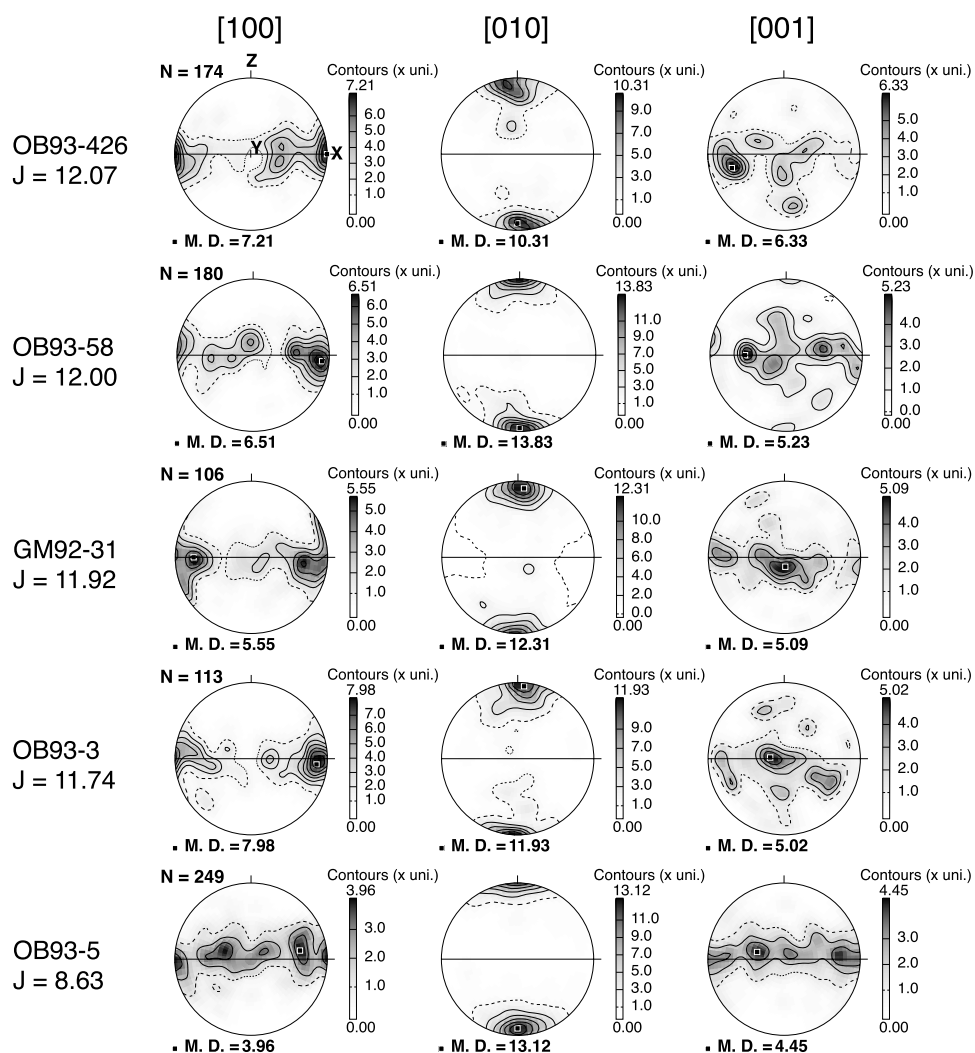 [100] [010] [001]
N = 174 Z Contours (x uni.) Contours (x uni.) Contours (x uni.)
7.21 10.31 6.33
OB93-426
J = 12.07
Y X
6.0 5.0 4.0 3.0 2.0 1.0 0.00
9.0 7.0 5.0 3.0 1.0 0.00
5.0 4.0 3.0 2.0 1.0 0.00
M. D. = 7.21 M. D. = 10.31 M. D. = 6.33
N = 180 Contours (x uni.) Contours (x uni.) Contours (x uni.)
6.51 13.83 5.23
OB93-58
J = 12.00
6.0 5.0 4.0 3.0 2.0 1.0 0.00
11.0 9.0 7.0 5.0 3.0 1.0 0.00
4.0 3.0 2.0 1.0 0.0 0.00
M. D. = 6.51 M. D. = 13.83 M. D. = 5.23
N = 106 Contours (x uni.) Contours (x uni.) Contours (x uni.)
5.55 12.31 5.09
GM92-31
J = 11.92
5.0 4.0 3.0 2.0 1.0 0.00
10.0 8.0 6.0 4.0 2.0 0.0 0.00
4.0 3.0 2.0 1.0 0.00
M. D. = 5.55 M. D. = 12.31 M. D. = 5.09
N = 113 Contours (x uni.) Contours (x uni.) Contours (x uni.)
7.98 11.93 5.02
OB93-3
J = 11.74
7.0 6.0 5.0 4.0 3.0 2.0 1.0 0.00
9.0 7.0 5.0 3.0 1.0 0.00
4.0 3.0 2.0 1.0 0.00
M. D. = 7.98 M. D. = 11.93 M. D. = 5.02
N = 249 Contours (x uni.) Contours (x uni.) Contours (x uni.)
3.96 13.12 4.45
OB93-5
J = 8.63
3.0 2.0 1.0 0.00
11.0 9.0 7.0 5.0 3.0 1.0 0.00
3.0 2.0 1.0 0.00
M. D. = 3.96 M. D. = 13.12 M. D. = 4.45